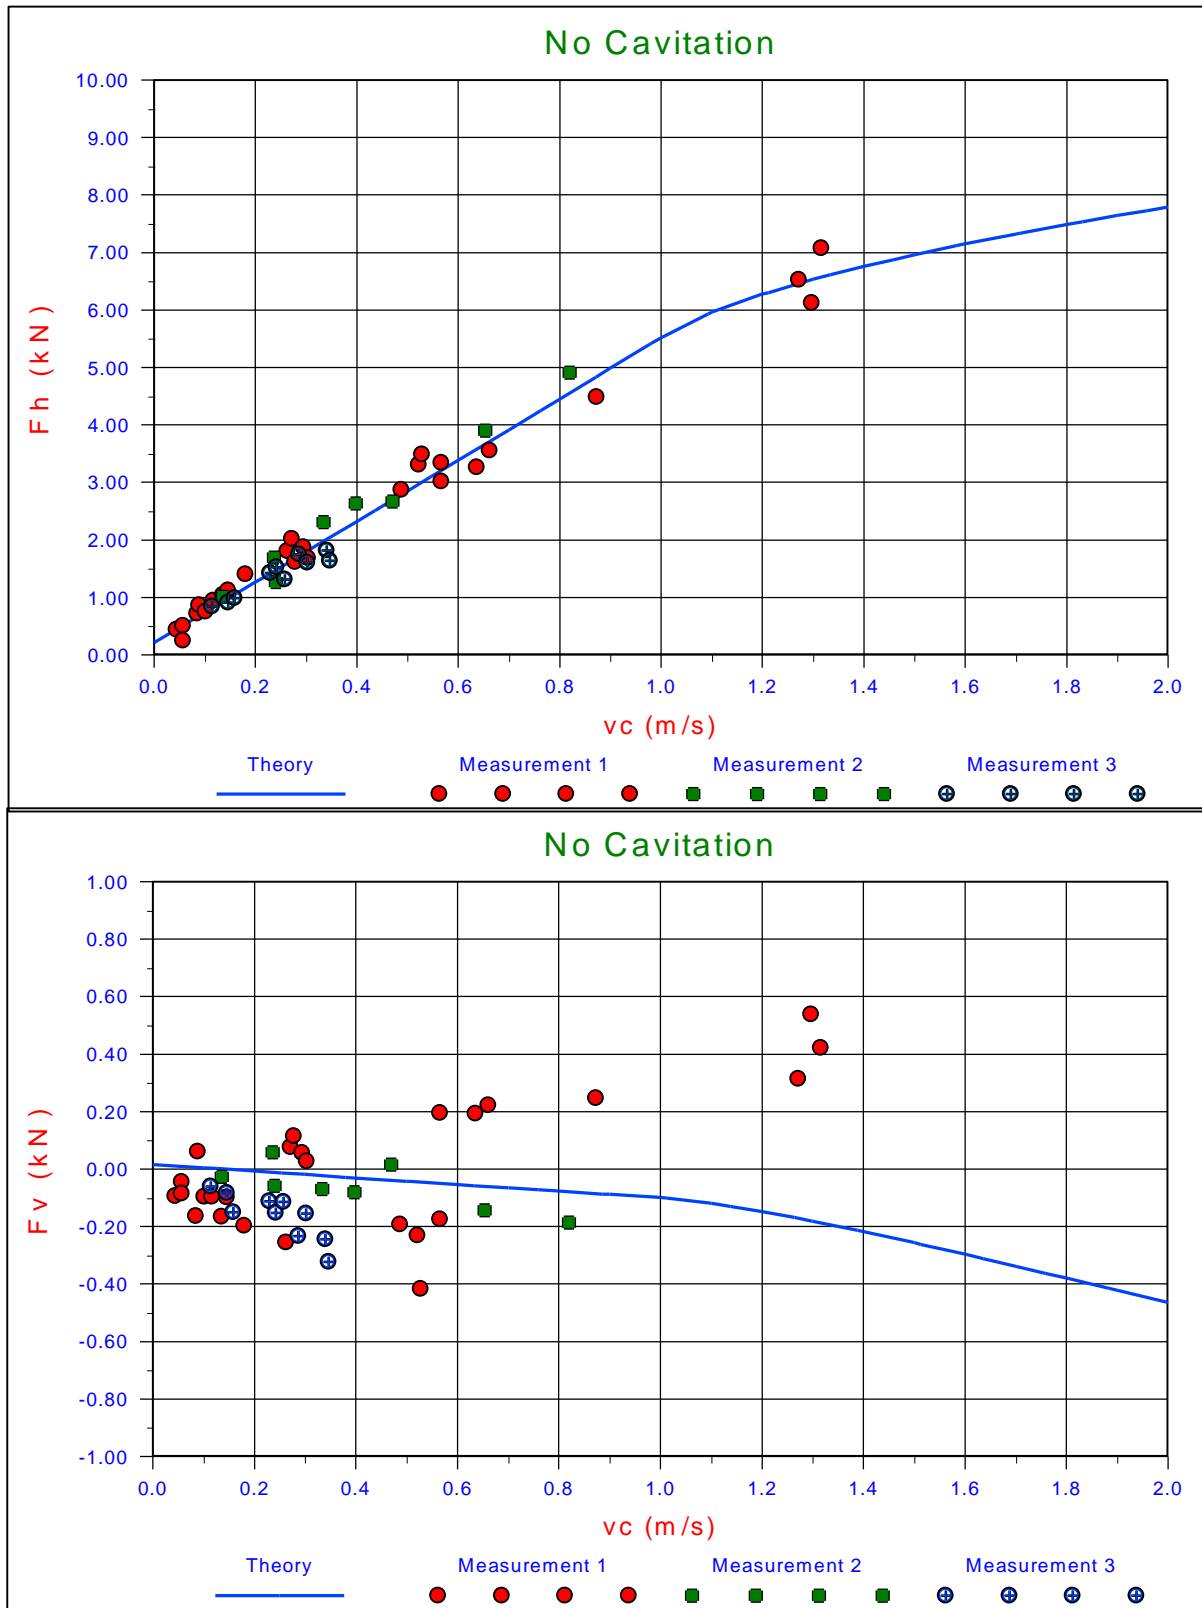 No Cavitation
10.00
9.00
8.00
7.00
6.00
5.00
4.00
3.00
2.00
1.00
0.00
Fh (kN)
0.0 0.2 0.4 0.6 0.8 1.0 1.2 1.4 1.6 1.8 2.0
vc (m/s)
Theory Measurement 1 Measurement 2 Measurement 3
No Cavitation
1.00
0.80
0.60
0.40
0.20
0.00
-0.20
-0.40
-0.60
-0.80
-1.00
Fv (kN)
0.0 0.2 0.4 0.6 0.8 1.0 1.2 1.4 1.6 1.8 2.0
vc (m/s)
Theory Measurement 1 Measurement 2 Measurement 3